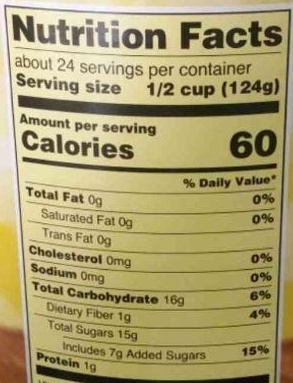 Nutrition Facts
about 24 servings per container
Serving size 1/2 cup (124g)
Amount per serving
Calories 60
% Daily Value*
Total Fat 0g 0%
Saturated Fat 0g 0%
Trans Fat 0g
Cholesterol 0mg 0%
Sodium 0mg 0%
Total Carbohydrate 16g 6%
Dietary Fiber 1g 4%
Total Sugars 15g
Includes 7g Added Sugars 15%
Protein 1g